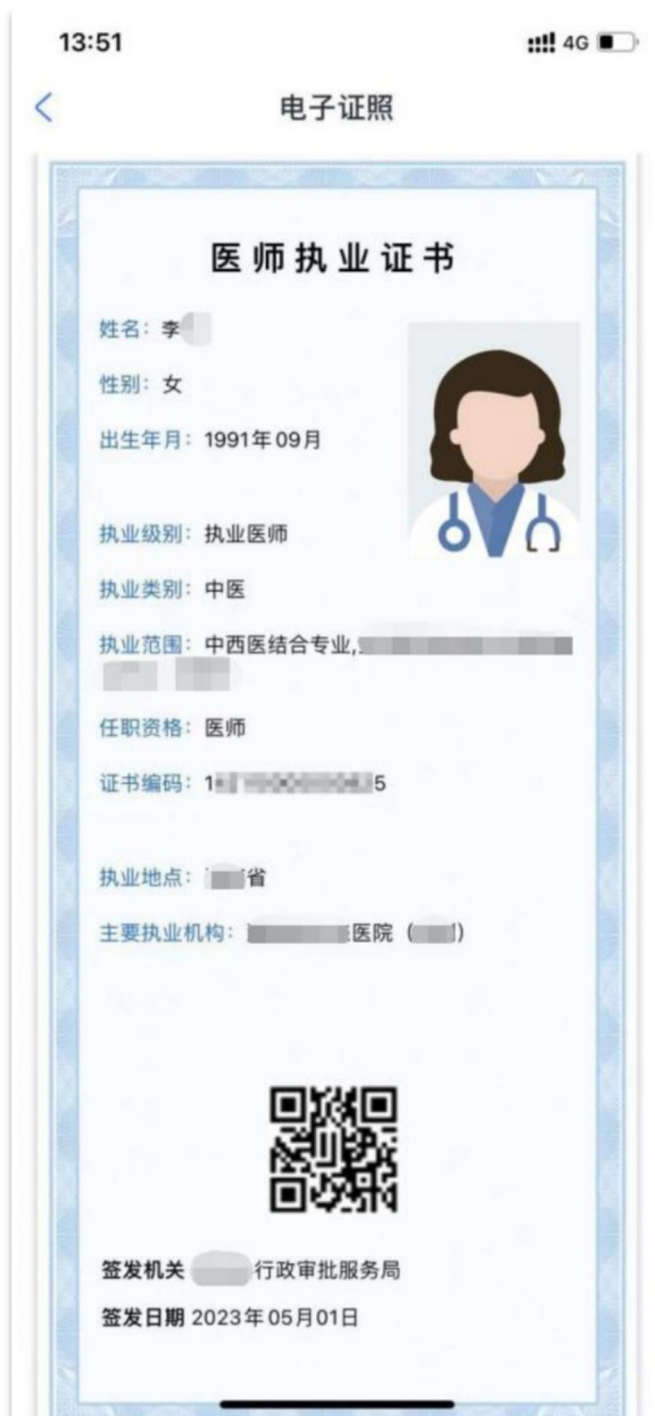 13:51
4G
电子证照
医师执业证书
姓名：李
性别：女
出生年月：1991年09月
执业级别：执业医师
执业类别：中医
执业范围：中西医结合专业,
任职资格：医师
证书编码：1 5
执业地点： 省
主要执业机构： 医院（ ）
签发机关 行政审批服务局
签发日期 2023年05月01日